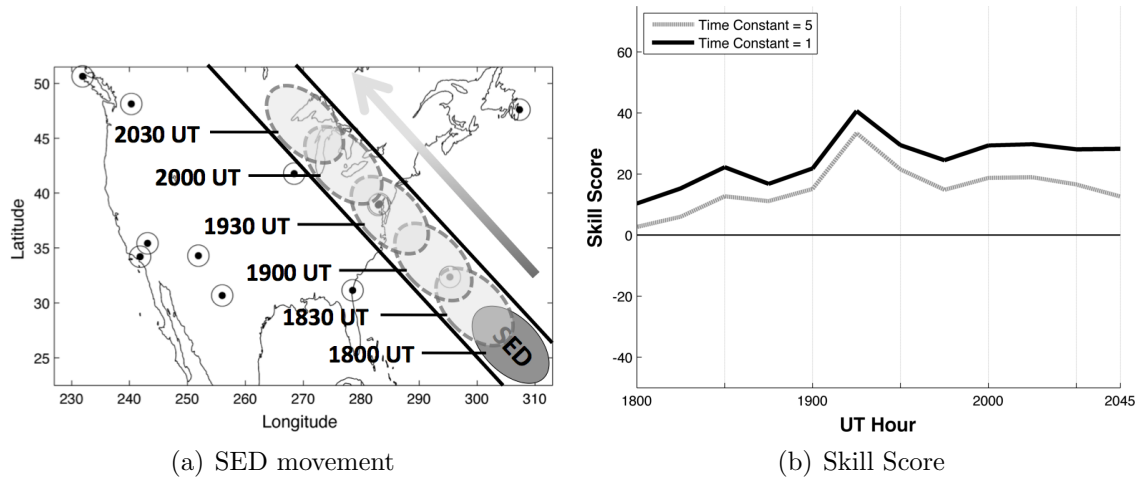 Time Constant = 5
Time Constant = 1
50
45
40
35
30
25
Latitude
2030 UT
2000 UT
1930 UT
1900 UT
1830 UT
1800 UT
SED
230 240 250 260 270 280 290 300 310
Longitude
60
40
20
0
-20
-40
Skill Score
1800 1900 2000 2045
UT Hour
(a) SED movement
(b) Skill Score